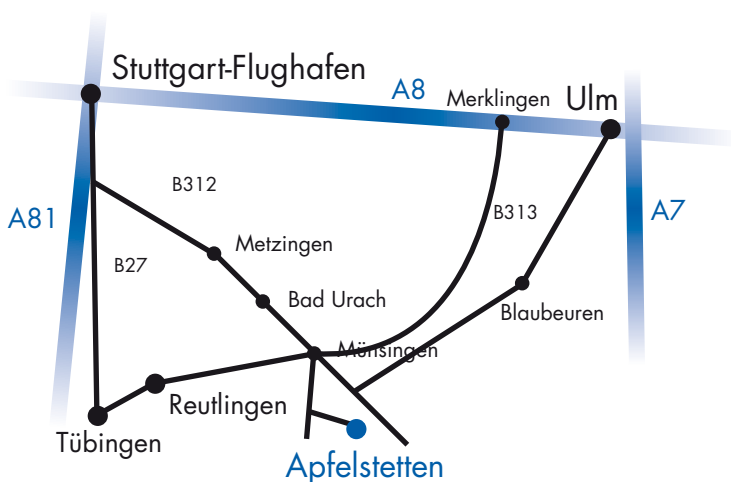 Stuttgart-Flughafen
A8
Merklingen
Ulm
B312
B313
A81
A7
Metzingen
B27
Bad Urach
Blaubeuren
Münsingen
Reutlingen
Tübingen
Apfelstetten